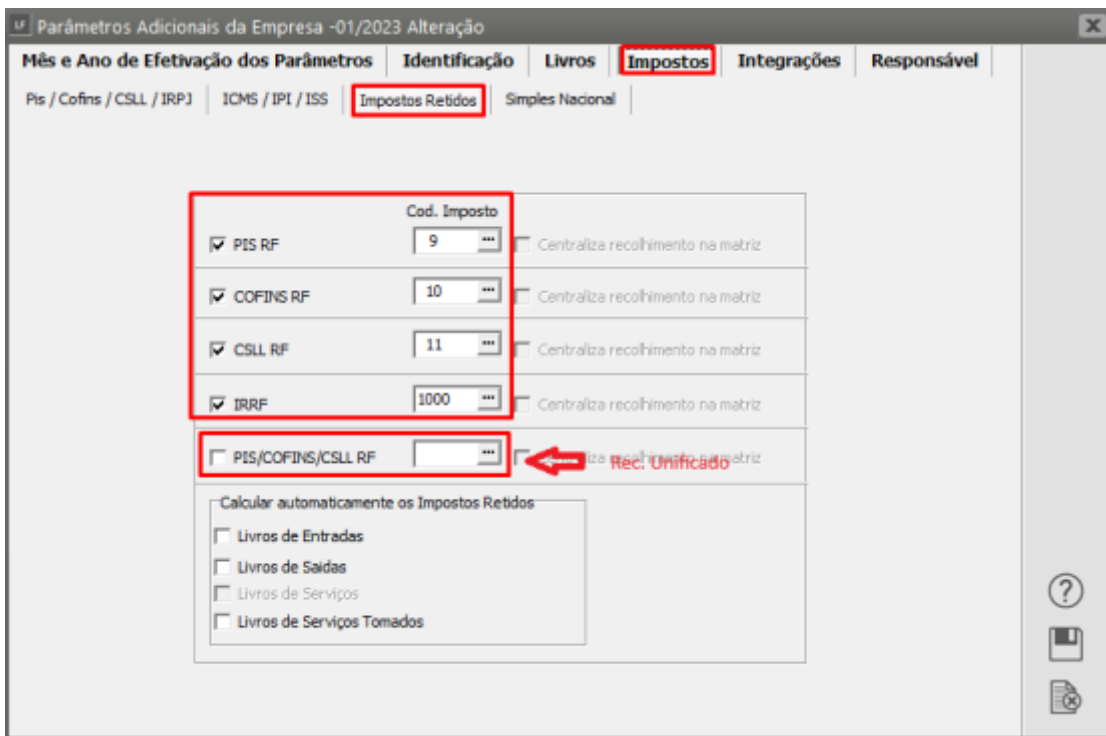 LF Parâmetros Adicionais da Empresa -01/2023 Alteração
Mês e Ano de Efetivação dos Parâmetros Identificação Livros Impostos Integrações Responsável
Pis / Cofins / CSLL / IRPJ ICMS / IPI / ISS Impostos Retidos Simples Nacional
Cod. Imposto
PIS RF 9 ... Centraliza recolhimento na matriz
COFINS RF 10 ... Centraliza recolhimento na matriz
CSLL RF 11 ... Centraliza recolhimento na matriz
IRRF 1000 ... Centraliza recolhimento na matriz
PIS/COFINS/CSLL RF ... Rec. Unificado matriz
Calcular automaticamente os Impostos Retidos
Livros de Entradas
Livros de Saidas
Livros de Serviços
Livros de Serviços Tomados
?